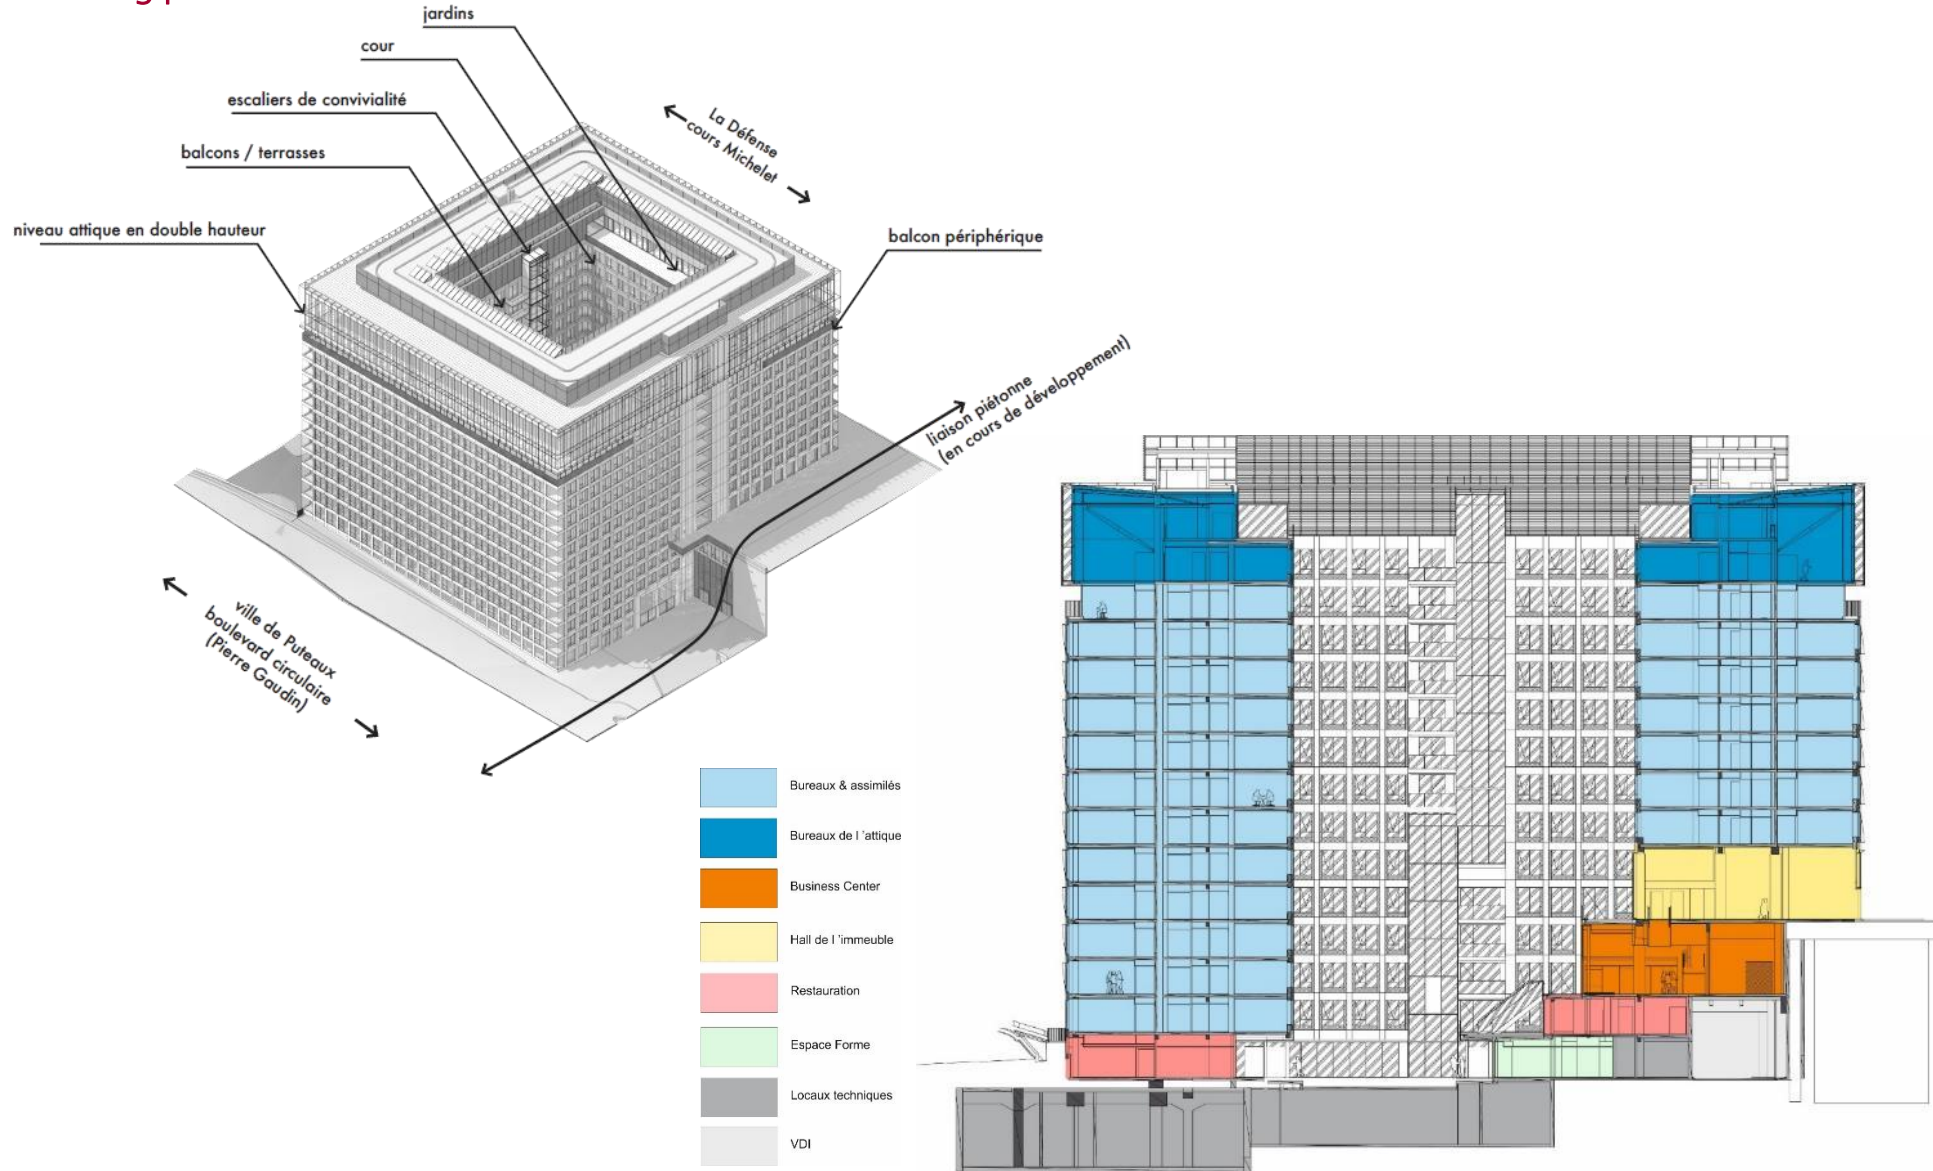 jardins
cour
escaliers de convivialité
balcons / terrasses
niveau attique en double hauteur
La Défense
cours Michelet
balcon périphérique
liaison piétonne
(en cours de développement)
ville de Puteaux
boulevard circulaire
(Pierre Gaudin)
Bureaux & assimilés
Bureaux de l 'attique
Business Center
Hall de l 'immeuble
Restauration
Espace Forme
Locaux techniques
VDI